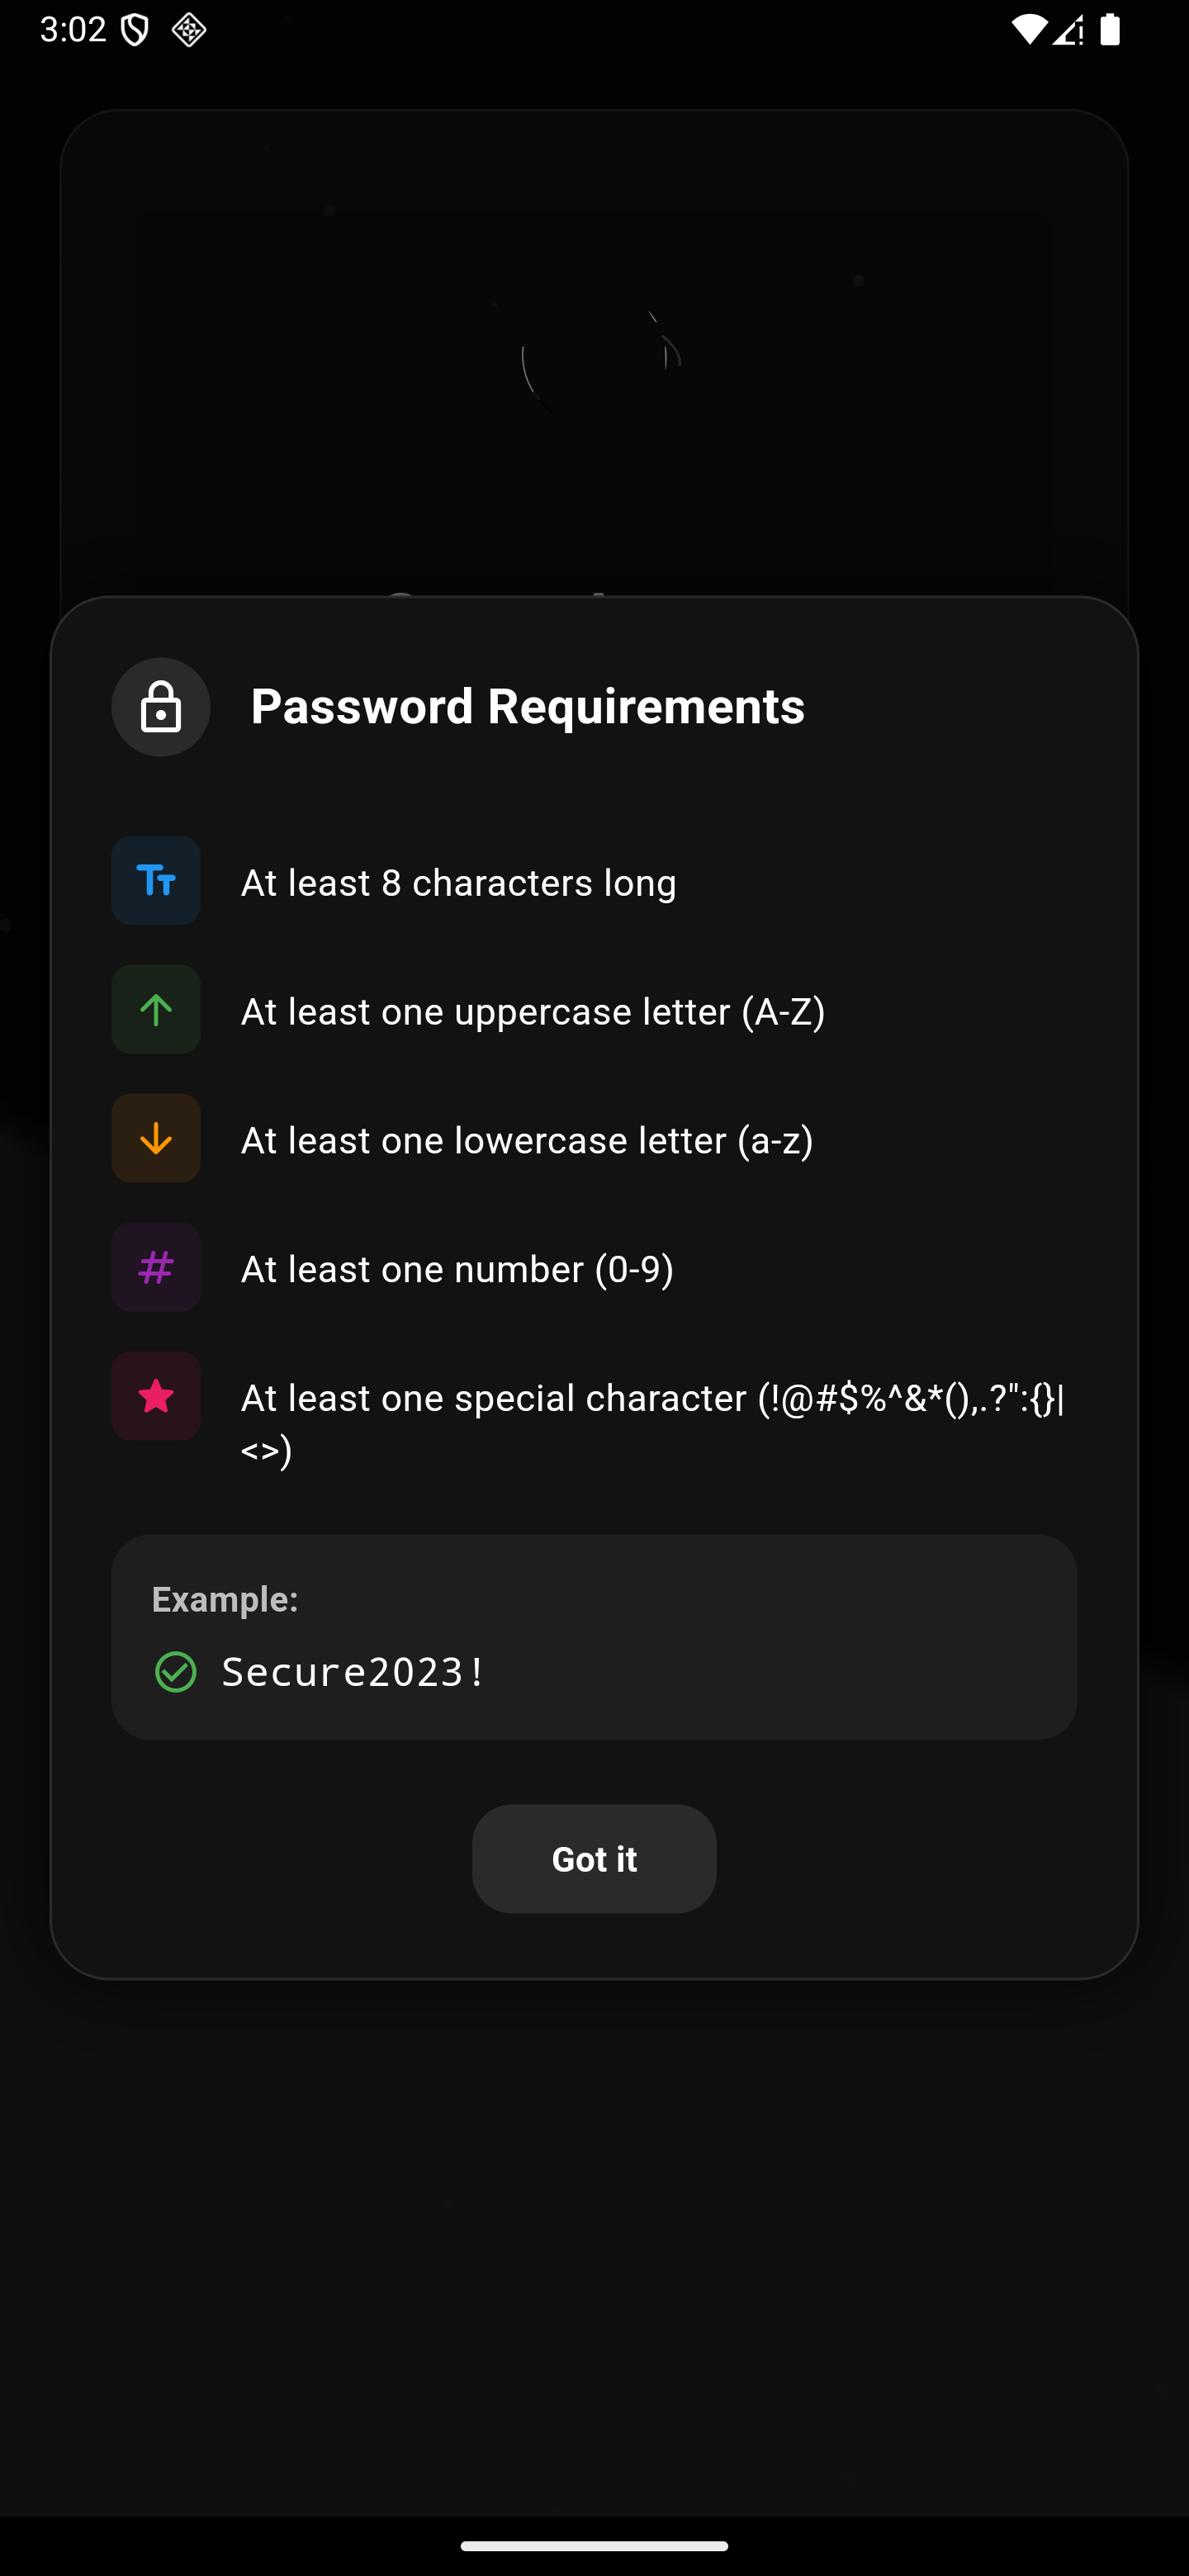 3:02
Password Requirements
At least 8 characters long
At least one uppercase letter (A-Z)
At least one lowercase letter (a-z)
At least one number (0-9)
At least one special character (!@#$%^&*(),.?":{}|
<>)
Example:
Secure2023!
Got it